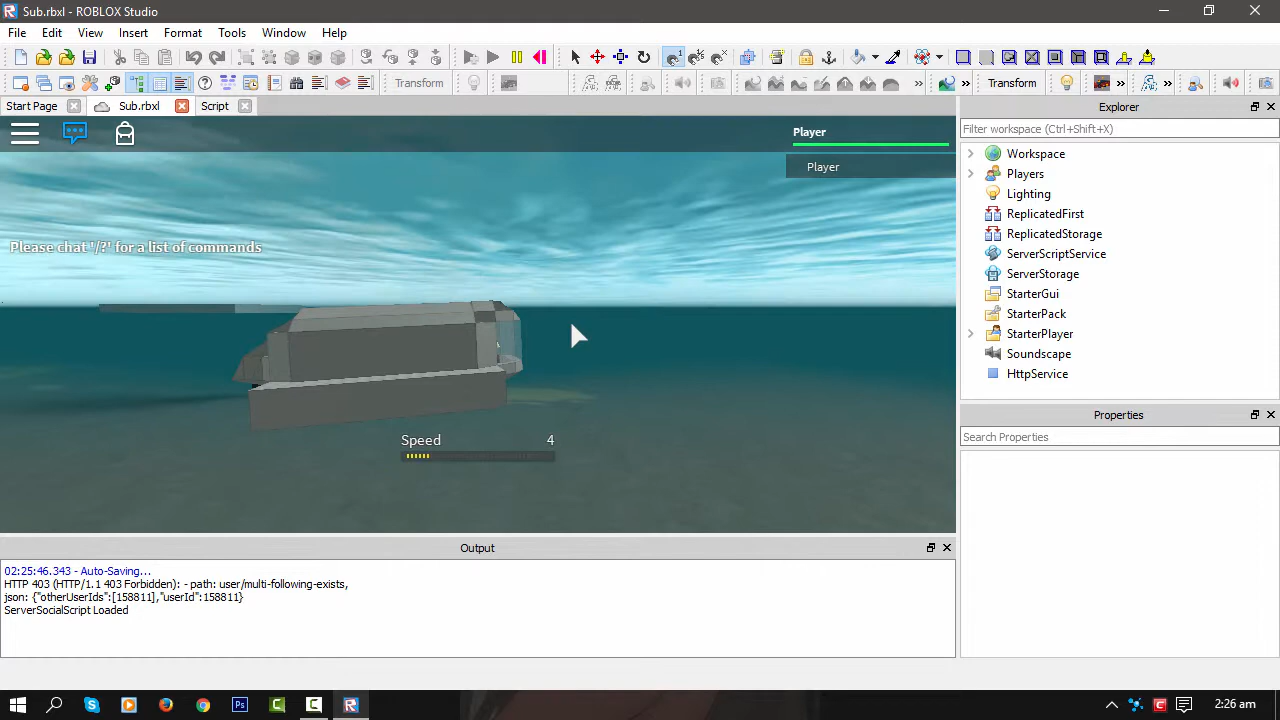 Sub.rbxl - ROBLOX Studio
File Edit View Insert Format Tools Window Help
Transform
Transform
Start Page
Sub.rbxl
Script
Player
Player
Please chat '/?' for a list of commands
Speed 4
Explorer
Filter workspace (Ctrl+Shift+X)
Workspace
Players
Lighting
ReplicatedFirst
ReplicatedStorage
ServerScriptService
ServerStorage
StarterGui
StarterPack
StarterPlayer
Soundscape
HttpService
Properties
Search Properties
Output
02:25:46.343 - Auto-Saving...
HTTP 403 (HTTP/1.1 403 Forbidden): - path: user/multi-following-exists,
json: {"otherUserIds":[158811],"userId":158811}
ServerSocialScript Loaded
2:26 am